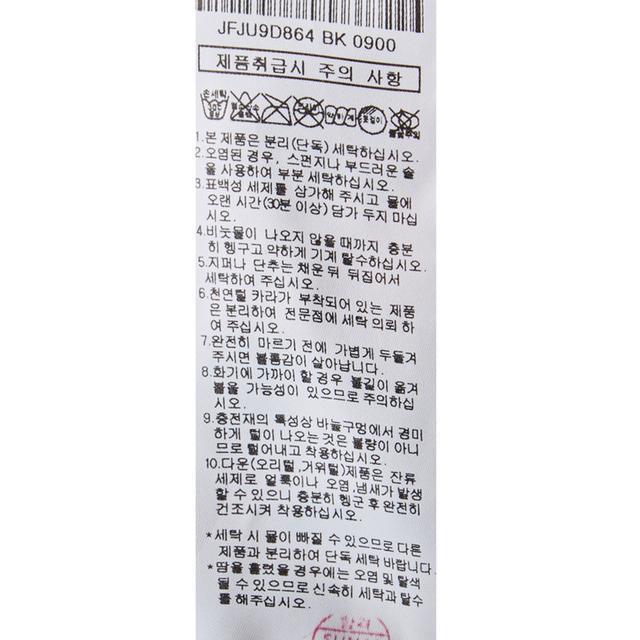 JFJU9D864 BK 0900
제품취급시 주의 사항
손세탁
약하게
1.본 제품은 분리(단독) 세탁하십시오.
2.오염된 경우, 스펀지나 부드러운 솔
을 사용하여 부분 세탁하십시오.
3.표백성 세제를 삼가해 주시고 물에
오랜 시간(30분 이상) 담가 두지 마십
시오.
4.비눗물이 나오지 않을 때까지 충분
히 헹구고 약하게 기계 탈수하십시오.
5.지퍼나 단추는 채운 뒤 뒤집어서
세탁하여 주십시오.
6.천연털 카라가 부착되어 있는 제품
은 분리하여 전문점에 세탁 의뢰 하
여 주십시오.
7.완전히 마르기 전에 가볍게 두들겨
주시면 볼륨감이 살아납니다.
8.화기에 가까이 할 경우 불길이 옮겨
붙을 가능성이 있으므로 주의하십
시오.
9.충전재의 특성상 바늘구멍에서 경미
하게 털이 나오는 것은 불량이 아니
므로 털어내고 착용하십시오.
10.다운(오리털,거위털)제품은 잔류
세제로 얼룩이나 오염,냄새가 발생
할 수 있으니 충분히 헹군 후 완전히
건조시켜 착용하십시오.
*세탁 시 물이 빠질 수 있으므로 다른
제품과 분리하여 단독 세탁 바랍니다.
*땀을 흘렸을 경우에는 오염 및 탈색
될 수 있으므로 신속히 세탁과 탈수
를 해주십시오.